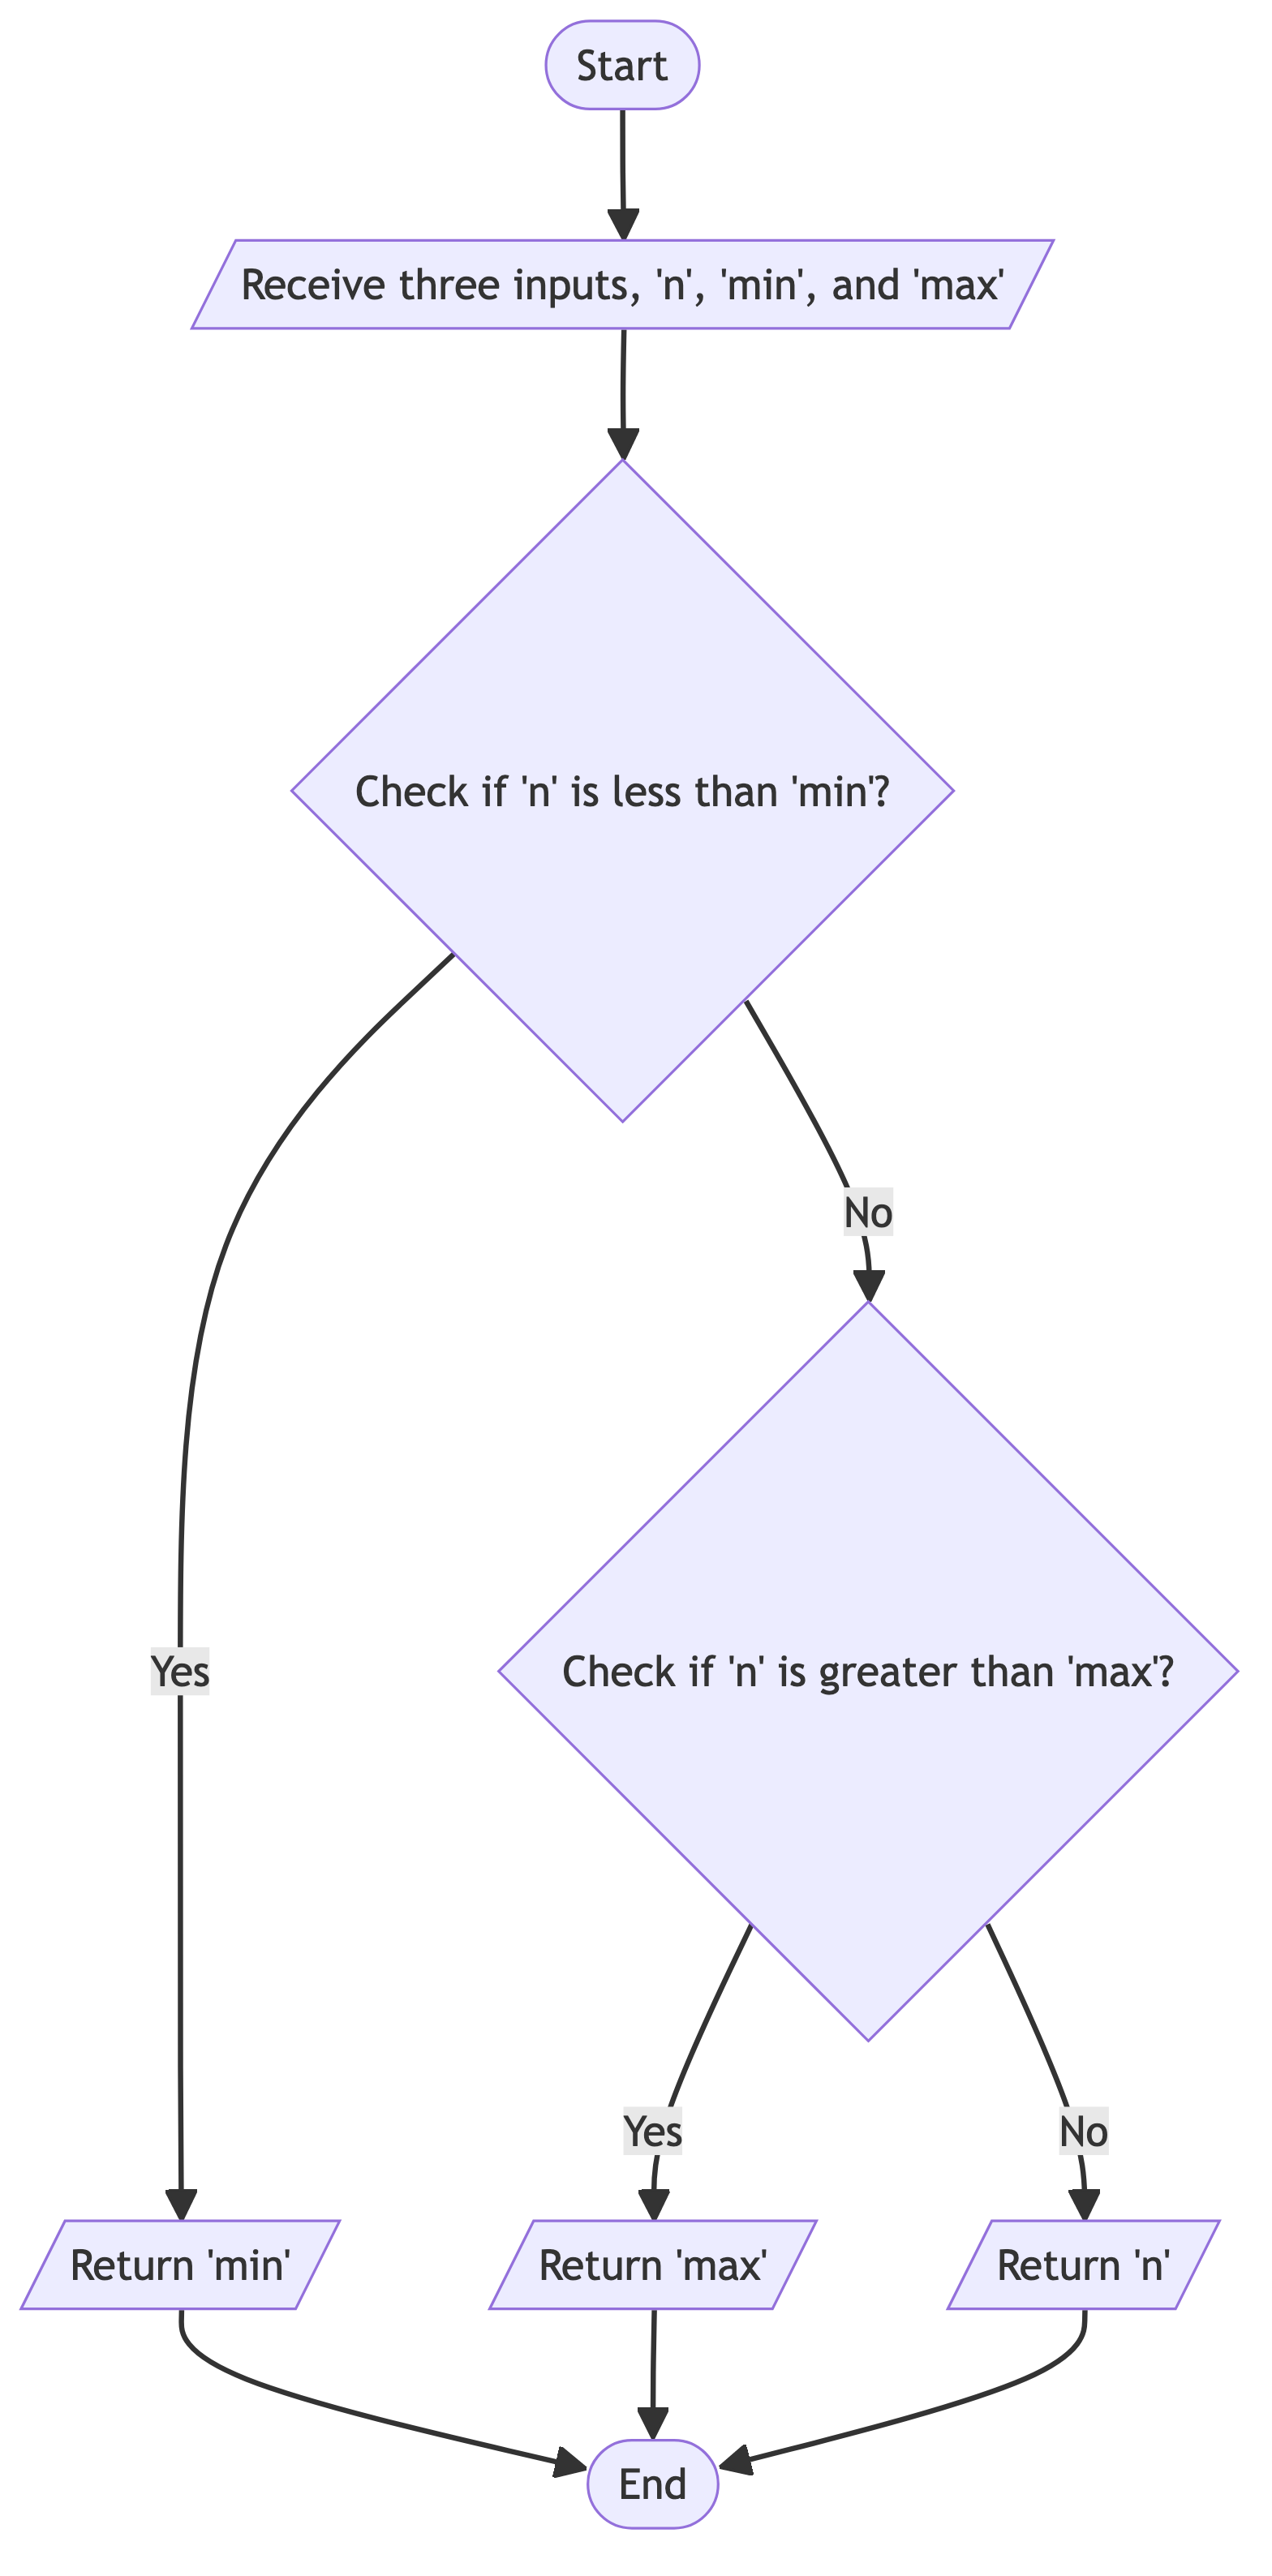 Start
Receive three inputs, 'n', 'min', and 'max'
Check if 'n' is less than 'min'?
No
Yes
Check if 'n' is greater than 'max'?
Yes
No
Return 'min'
Return 'max'
Return 'n'
End